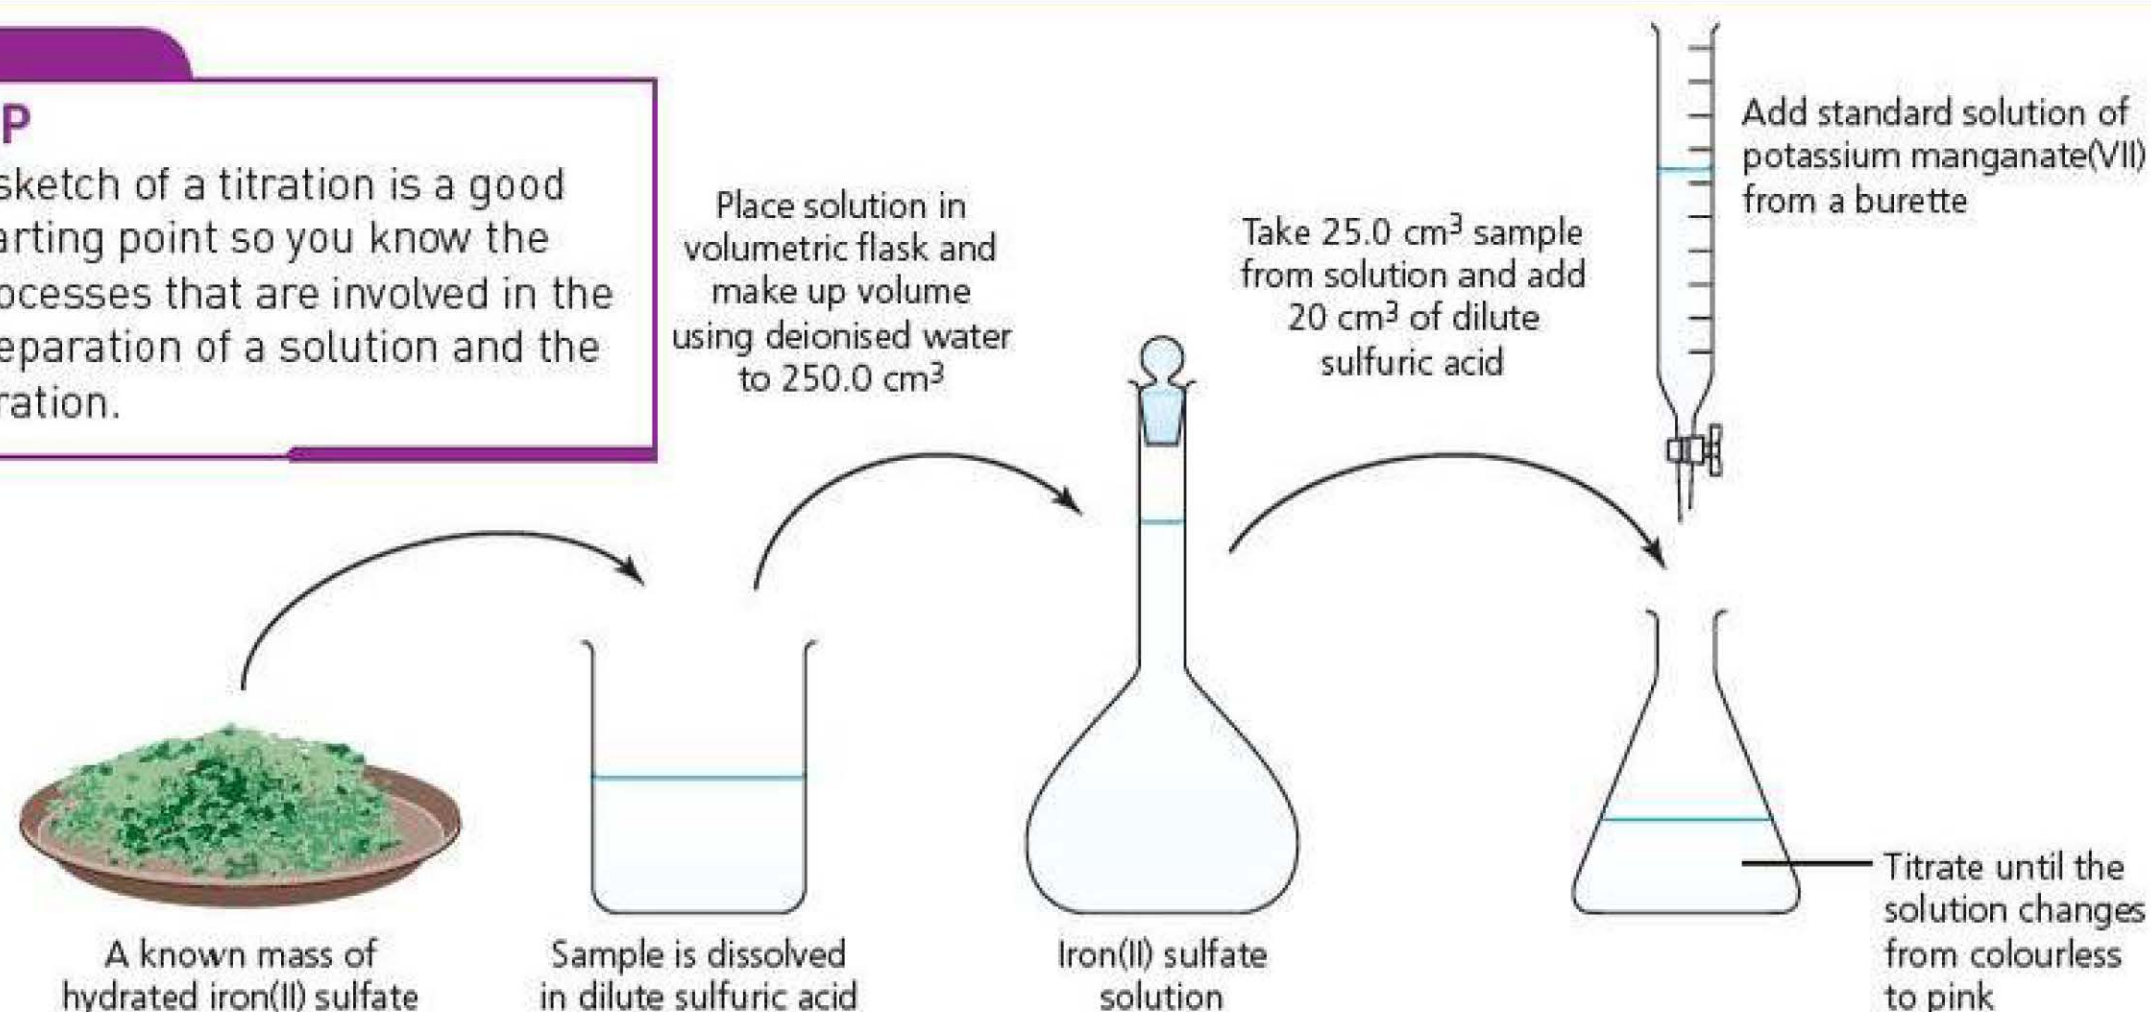 P
sketch of a titration is a good
arting point so you know the
ocesses that are involved in the
eparation of a solution and the
ration.
Place solution in
volumetric flask and
make up volume
using deionised water
to 250.0 cm³
Take 25.0 cm³ sample
from solution and add
20 cm³ of dilute
sulfuric acid
Add standard solution of
potassium manganate(VII)
from a burette
A known mass of
hydrated iron(II) sulfate
Sample is dissolved
in dilute sulfuric acid
Iron(II) sulfate
solution
Titrate until the
solution changes
from colourless
to pink